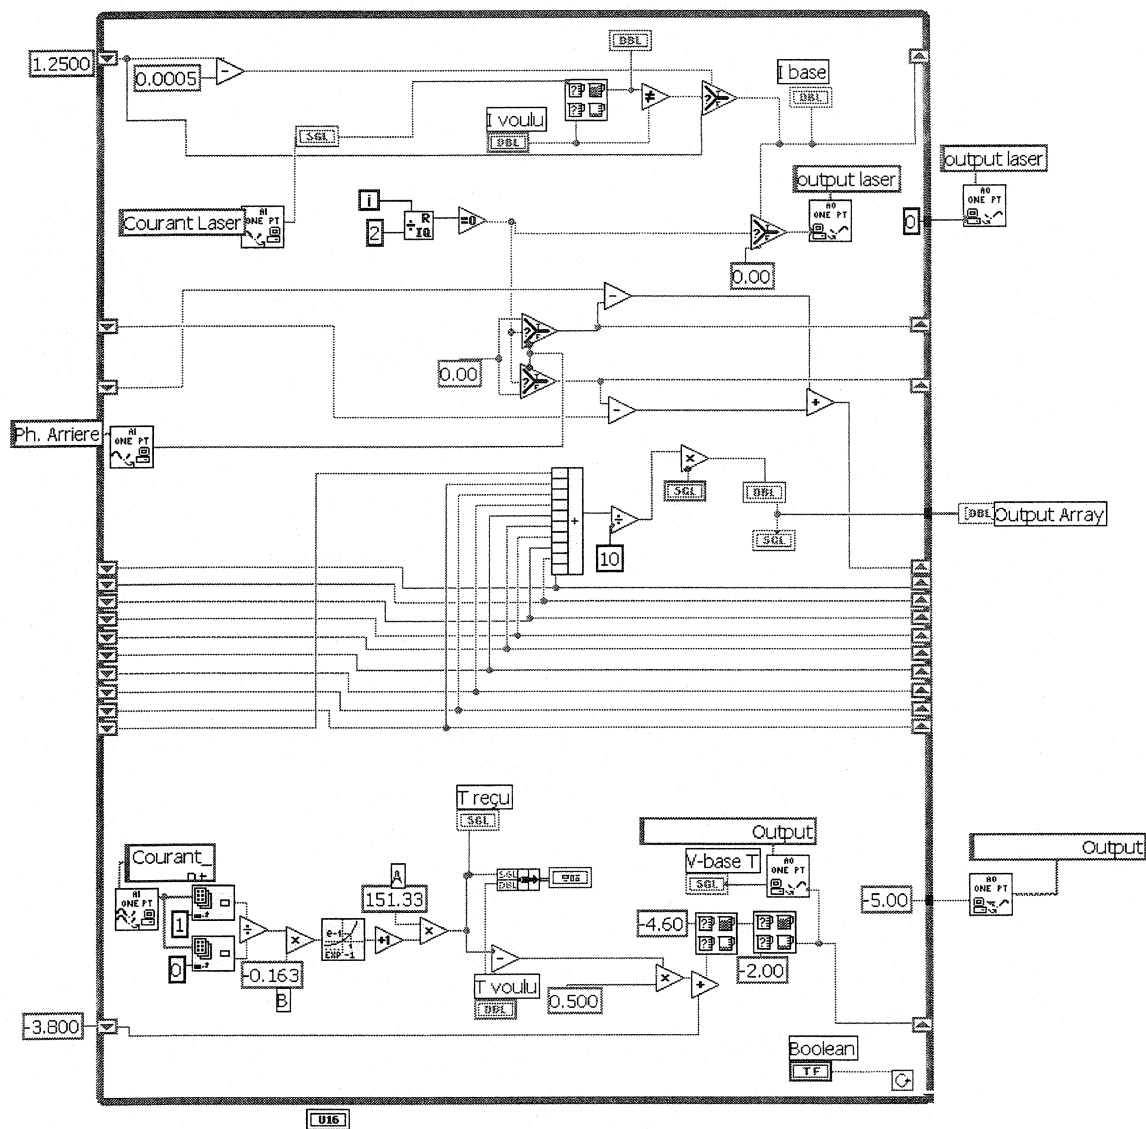 1.2500
0.0005
DBL
I base
DBL
I voulu
DBL
SGL
output laser
output laser
Courant Laser
AI
ONE PT
i
2
R
IQ
=0
AO
ONE PT
AO
ONE PT
0
0.00
0.00
Ph. Arriere
AI
ONE PT
SGL
DBL
[DBL
Output Array
SGL
10
T reçu
SGL
Output
Output
V-base T
SGL
AO
ONE PT
AO
ONE PT
Courant_
AI
ONE PT
A
151.33
SGL
DBL
-5.00
1
0
-0.163
B
e-1
EXP -1
+1
-4.60
-2.00
T voulu
DBL
0.500
-3.800
Boolean
TF
U16